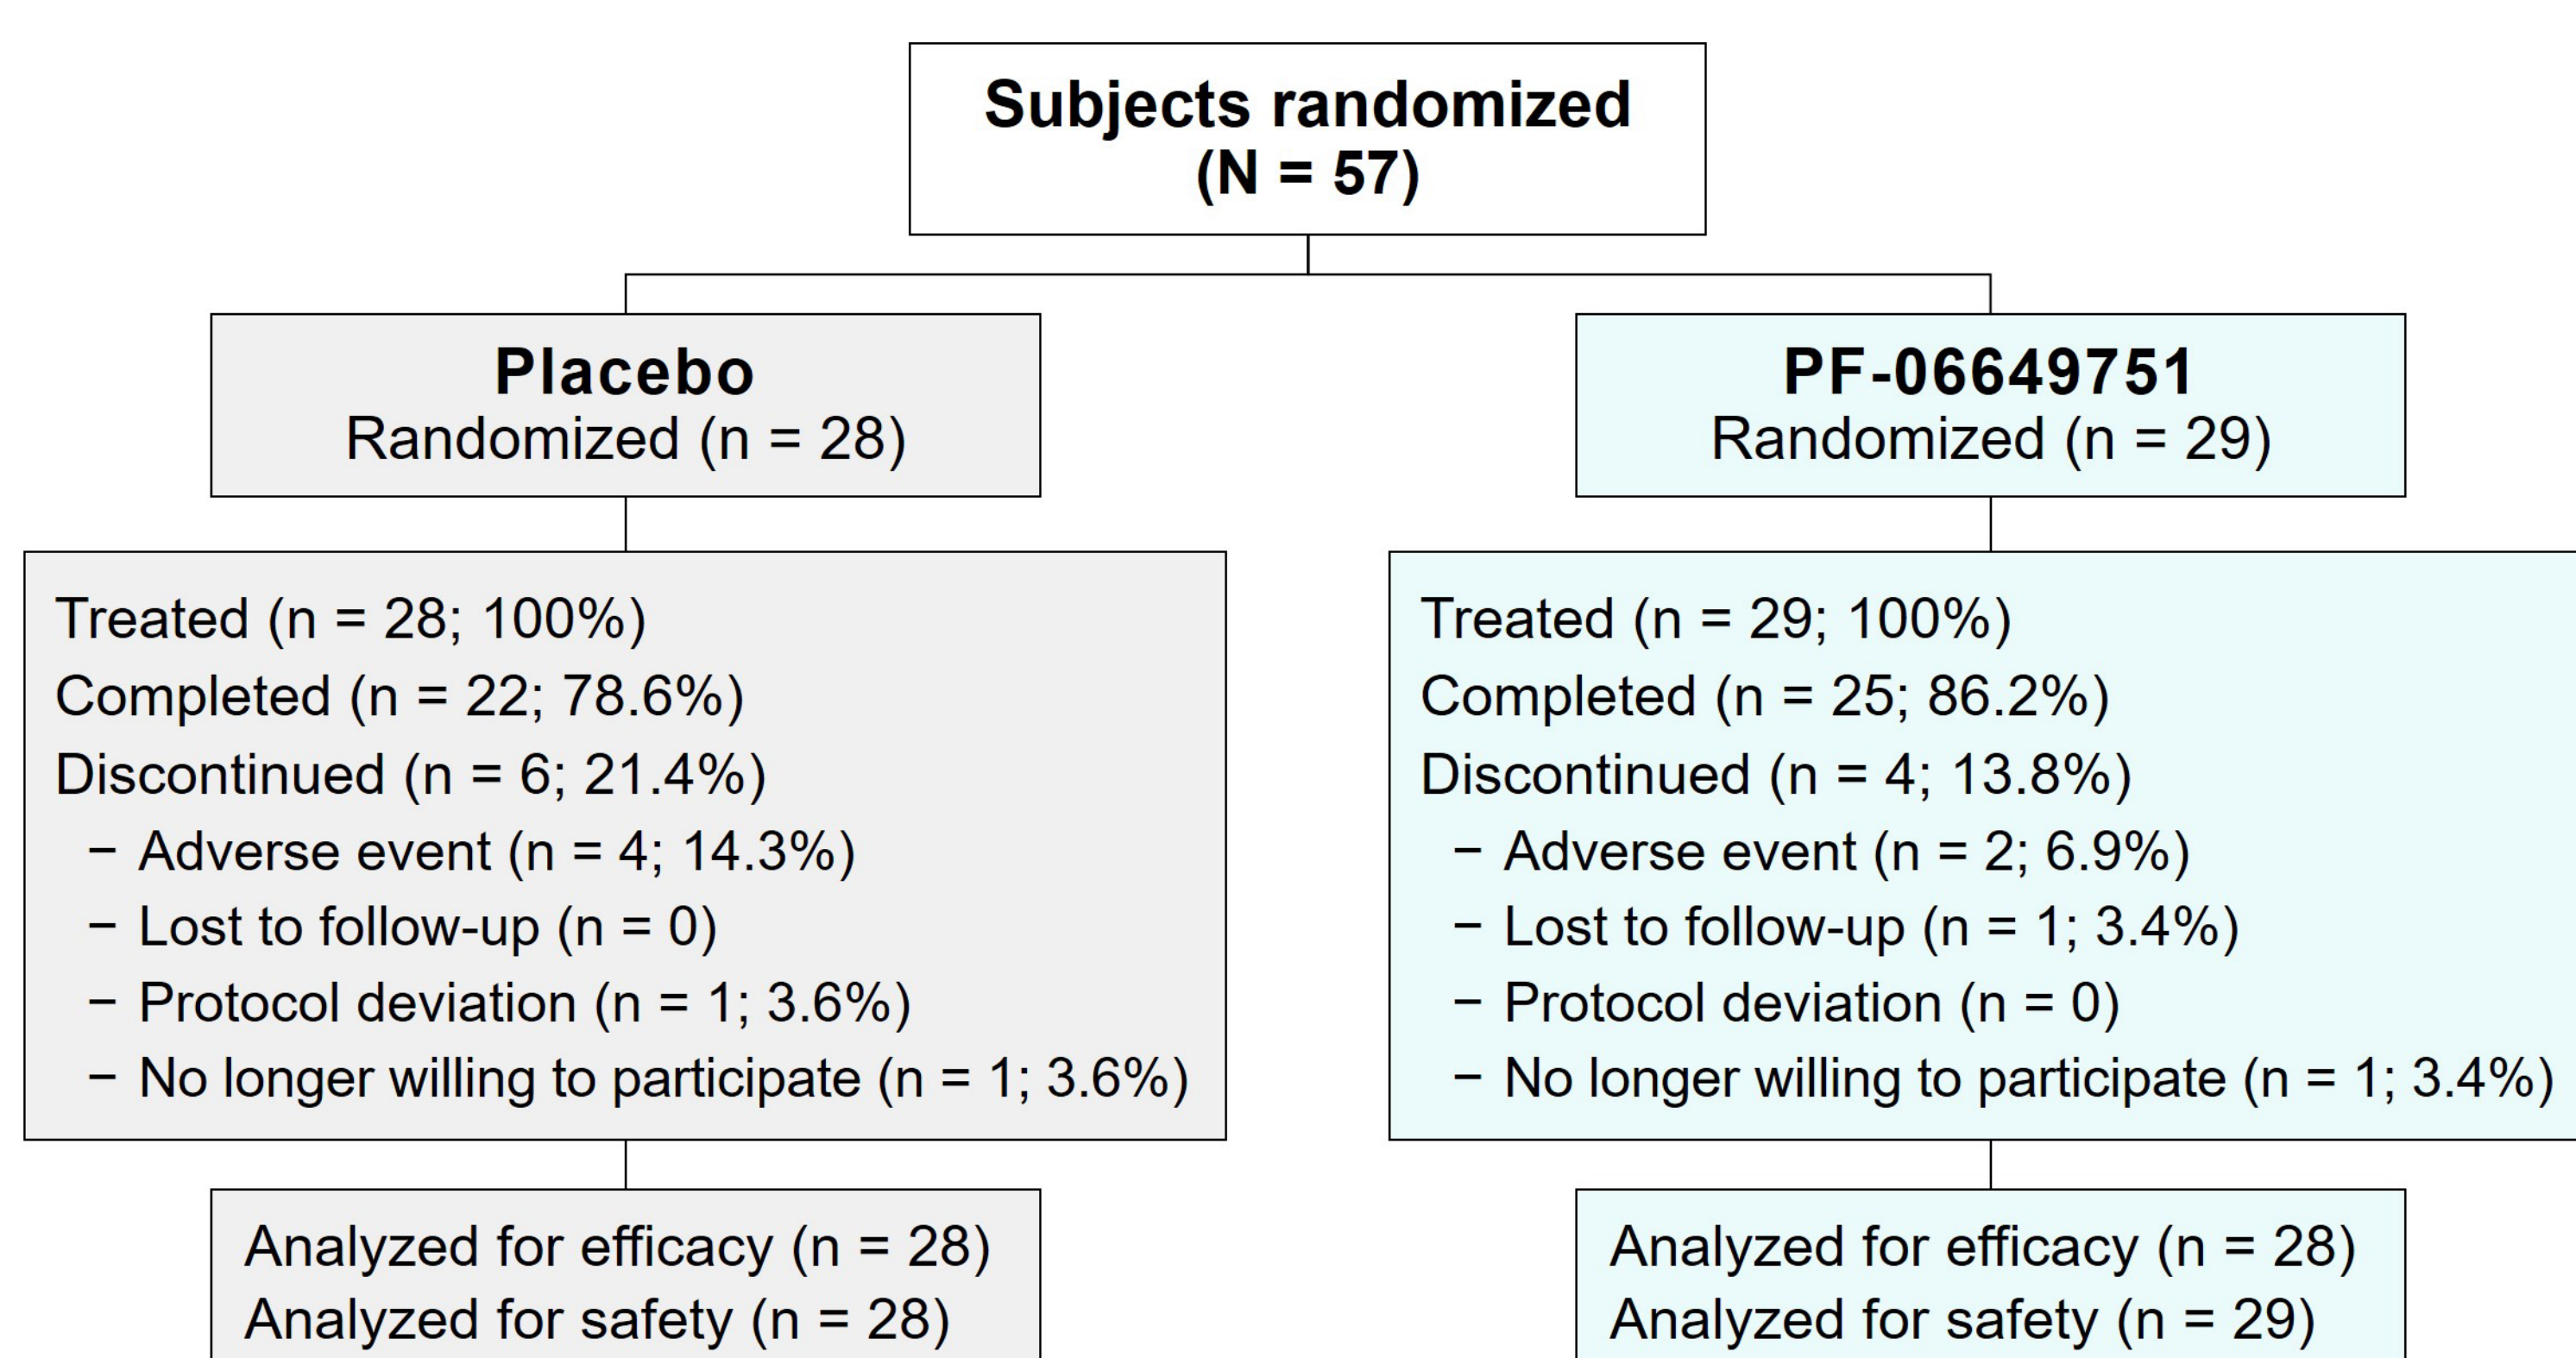 Subjects randomized
(N = 57)
Placebo
Randomized (n = 28)
Treated (n = 28; 100%)
Completed (n = 22; 78.6%)
Discontinued (n = 6; 21.4%)
− Adverse event (n = 4; 14.3%)
− Lost to follow-up (n = 0)
− Protocol deviation (n = 1; 3.6%)
− No longer willing to participate (n = 1; 3.6%)
Analyzed for efficacy (n = 28)
Analyzed for safety (n = 28)
PF-06649751
Randomized (n = 29)
Treated (n = 29; 100%)
Completed (n = 25; 86.2%)
Discontinued (n = 4; 13.8%)
− Adverse event (n = 2; 6.9%)
− Lost to follow-up (n = 1; 3.4%)
− Protocol deviation (n = 0)
− No longer willing to participate (n = 1; 3.4%)
Analyzed for efficacy (n = 28)
Analyzed for safety (n = 29)